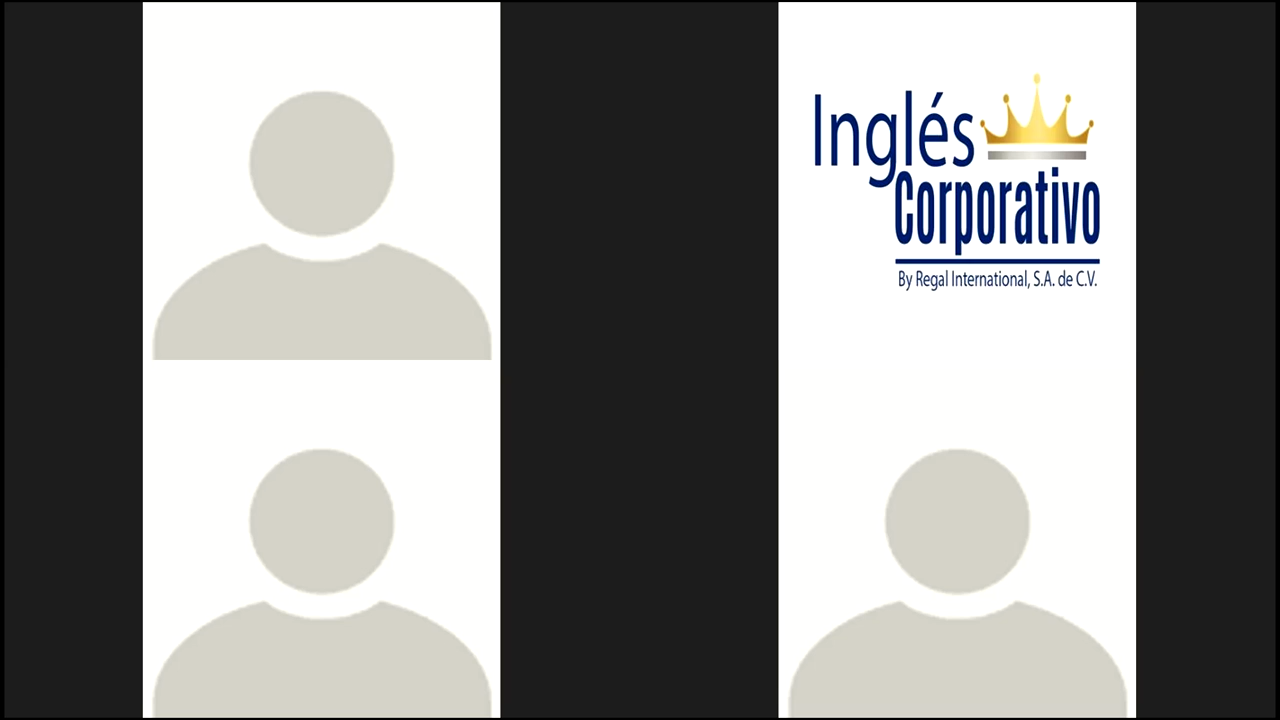 Inglés
Corporativo
By Regal International, S.A. de C.V.